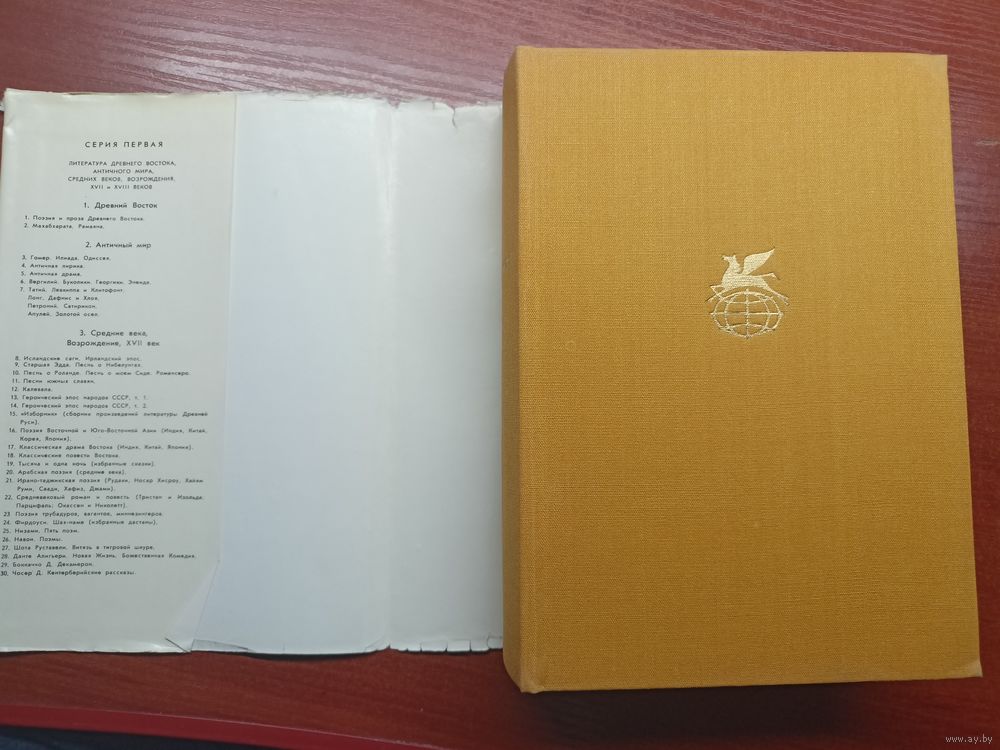 СЕРИЯ ПЕРВАЯ
ЛИТЕРАТУРА ДРЕВНЕГО ВОСТОКА,
АНТИЧНОГО МИРА,
СРЕДНИХ ВЕКОВ, ВОЗРОЖДЕНИЯ,
XVII и XVIII ВЕКОВ
1. Древний Восток
1. Поэзия и проза Древнего Востока.
2. Махабхарата. Рамаяна.
2. Античный мир
3. Гомер. Илиада. Одиссея.
4. Античная лирика.
5. Античная драма.
6. Вергилий. Буколики. Георгики. Энеида.
7. Татий. Левкиппа и Клитофонт.
Лонг. Дафнис и Хлоя.
Петроний. Сатирикон.
Апулей. Золотой осел.
3. Средние века,
Возрождение, XVII век
8. Исландские саги. Ирландский эпос.
9. Старшая Эдда. Песнь о Нибелунгах.
10. Песнь о Роланде. Песнь о моем Сиде. Романсеро.
11. Песни южных славян.
12. Калевала.
13. Героический эпос народов СССР, т. 1.
14. Героический эпос народов СССР, т. 2.
15. «Изборник» (сборник произведений литературы Древней
Руси).
16. Поэзия Восточной и Юго-Восточной Азии (Индия, Китай,
Корея, Япония).
17. Классическая драма Востока (Индия, Китай, Япония).
18. Классические повести Востока.
19. Тысяча и одна ночь (избранные сказки).
20. Арабская поэзия (средние века).
21. Ирано-таджикская поэзия (Рудаки, Носир Хисроу, Хайям
Руми, Саади, Хафиз, Джами).
22. Средневековый роман и повесть (Тристан и Изольда;
Парцифаль; Окассен и Николетт).
23 Поэзия трубадуров, вагантов, миннезингеров.
24. Фирдоуси. Шах-наме (избранные дастаны).
25. Низами. Пять поэм.
26. Навои. Поэмы.
27. Шота Руставели. Витязь в тигровой шкуре.
28. Данте Алигьери. Новая Жизнь. Божественная Комедия.
29. Боккаччо Д. Декамерон.
30. Чосер Д. Кентерберийские рассказы.
www.ay.by